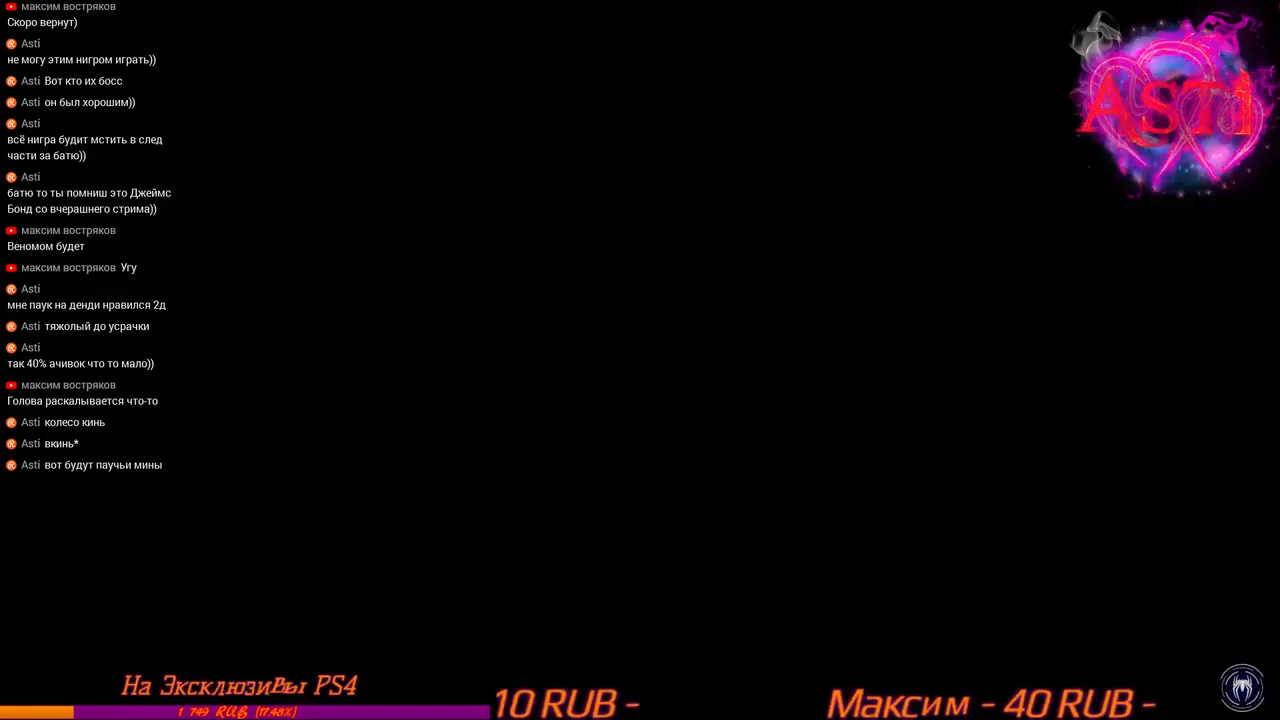 максим востряков
Скоро вернут)
Asti
не могу этим нигром играть))
Asti Вот кто их босс
Asti он был хорошим))
Asti
всё нигра будит мстить в след
части за батю))
Asti
батю то ты помниш это Джеймс
Бонд со вчерашнего стрима))
максим востряков
Веномом будет
максим востряков Угу
Asti
мне паук на денди нравился 2д
Asti тяжолый до усрачки
Asti
так 40% ачивок что то мало))
максим востряков
Голова раскалывается что-то
Asti колесо кинь
Asti вкинь*
Asti вот будут паучьи мины
ASTI
На Эксклюзивы PS4
1 749 RUB (17.48%)
10 RUB -
Максим - 40 RUB -